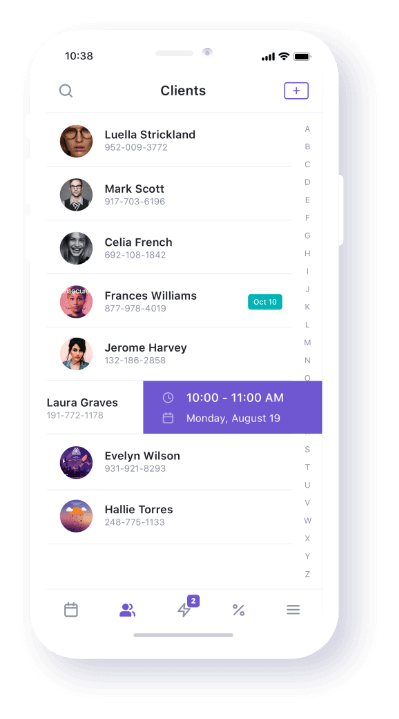 10:38
Clients
+
Luella Strickland
952-009-3772
Mark Scott
917-703-6196
Celia French
692-108-1842
Frances Williams
877-978-4019
Oct 10
Jerome Harvey
132-186-2858
Laura Graves
191-772-1178
10:00 - 11:00 AM
Monday, August 19
Evelyn Wilson
931-921-8293
Hallie Torres
248-775-1133
A
B
C
D
E
F
G
H
I
J
K
L
M
N
O
S
T
U
V
W
X
Y
Z
2
%